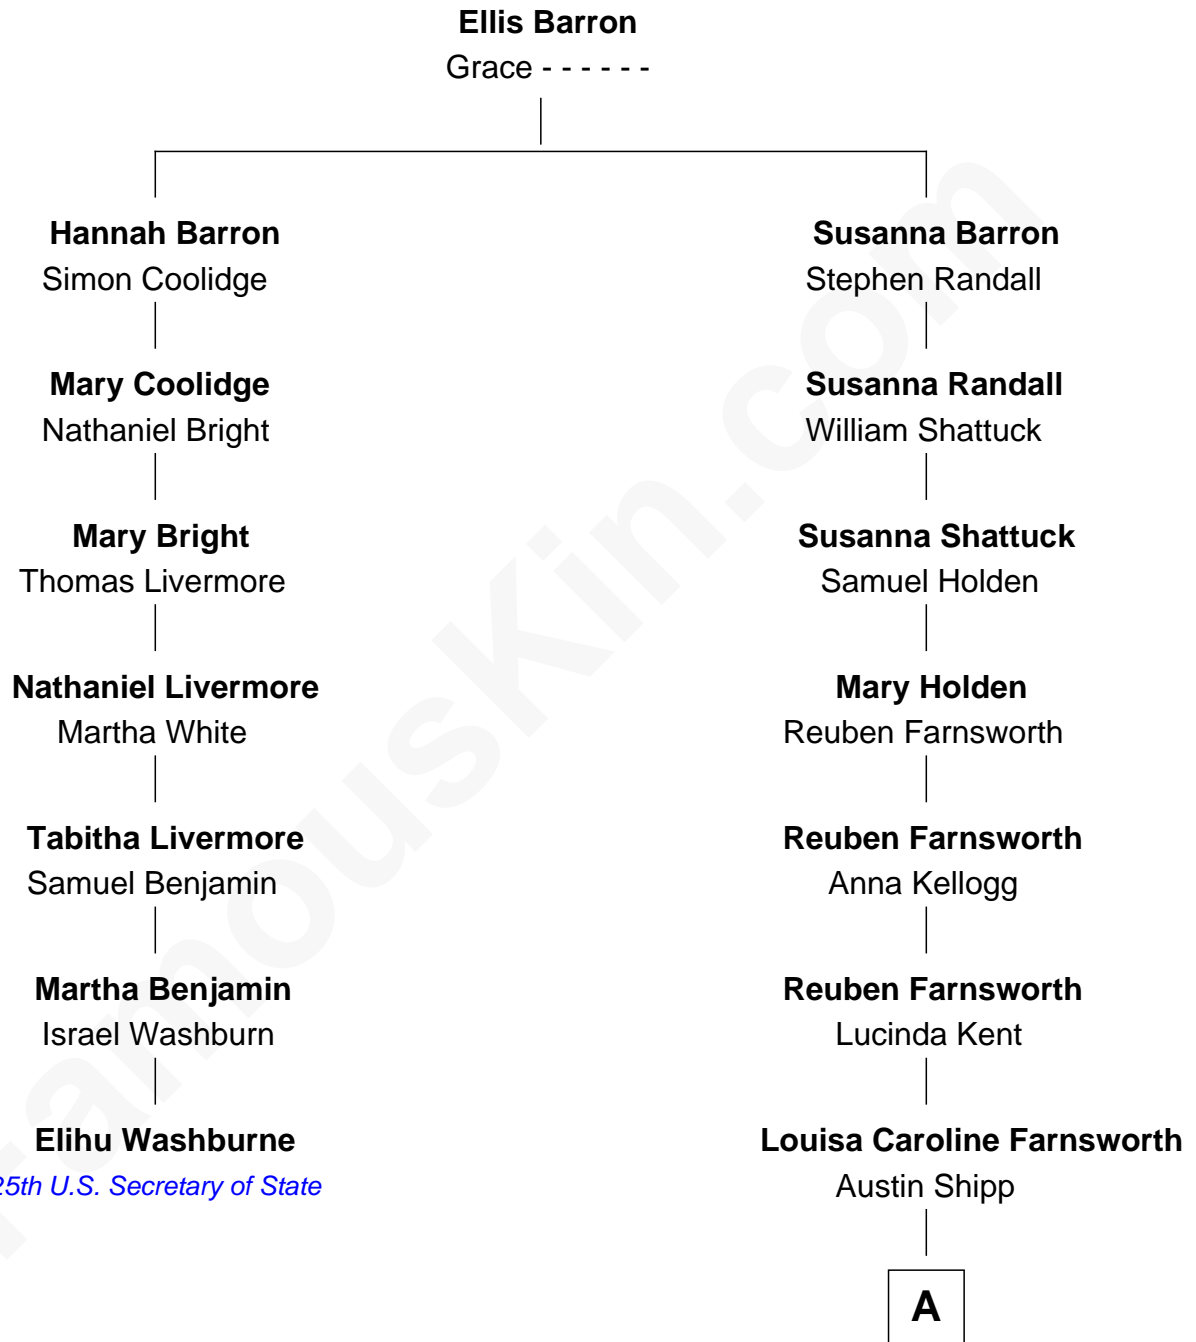 Ellis Barron
Grace - - - - - -
Hannah Barron
Simon Coolidge
Susanna Barron
Stephen Randall
Mary Coolidge
Nathaniel Bright
Susanna Randall
William Shattuck
Mary Bright
Thomas Livermore
Susanna Shattuck
Samuel Holden
Nathaniel Livermore
Martha White
Mary Holden
Reuben Farnsworth
Tabitha Livermore
Samuel Benjamin
Reuben Farnsworth
Anna Kellogg
Martha Benjamin
Israel Washburn
Reuben Farnsworth
Lucinda Kent
Elihu Washburne
25th U.S. Secretary of State
Louisa Caroline Farnsworth
Austin Shipp
A
FamousKin.com